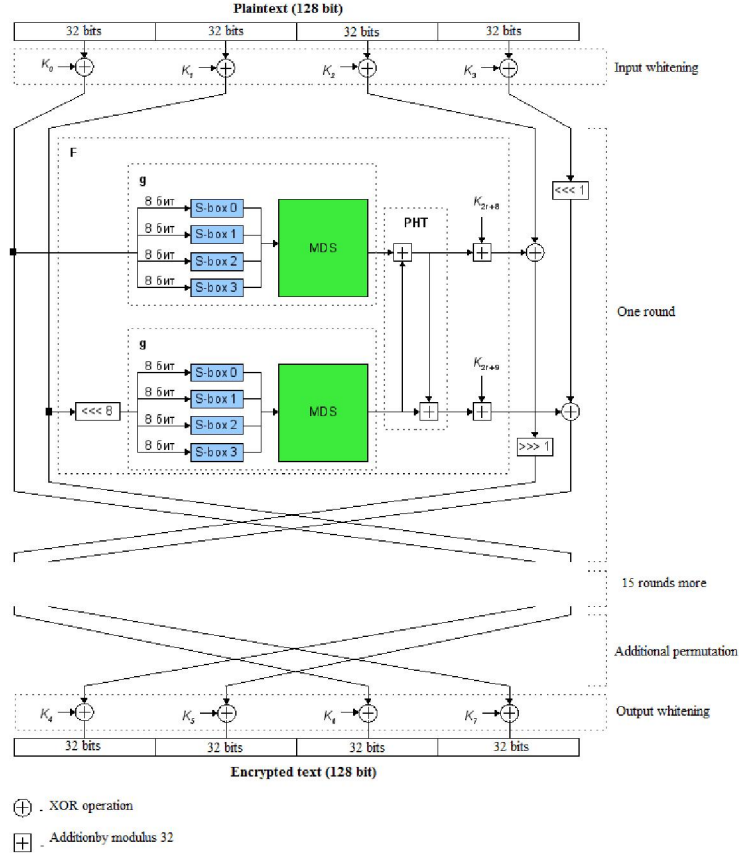 Plaintext (128 bit)
32 bits 32 bits 32 bits 32 bits
K0 K1 K2 K3 Input whitening
F
<<< 1
g
8 бит S-box 0
8 бит S-box 1
8 бит S-box 2
8 бит S-box 3
MDS
PHT
K2r+8
One round
g
8 бит S-box 0
8 бит S-box 1
8 бит S-box 2
8 бит S-box 3
<<< 8
MDS
K2r+9
>>> 1
15 rounds more
Additional permutation
K4 K5 K6 K7 Output whitening
32 bits 32 bits 32 bits 32 bits
Encrypted text (128 bit)
- XOR operation
- Additionby modulus 32